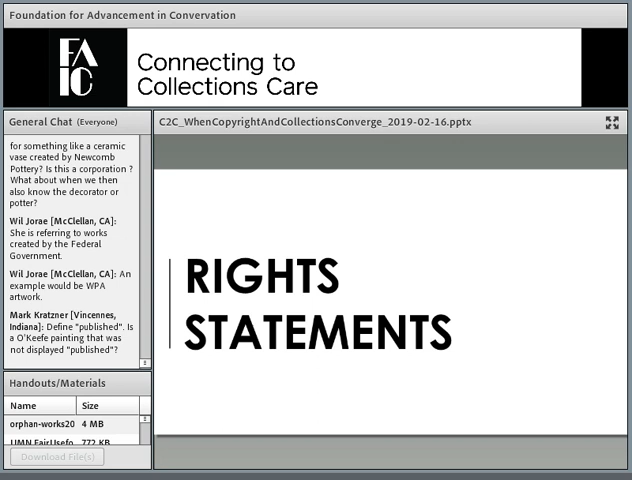 Foundation for Advancement in Convervation
FA
IC
Connecting to
Collections Care
General Chat (Everyone)
for something like a ceramic
vase created by Newcomb
Pottery? Is this a corporation ?
What about when we then
also know the decorator or
potter?
Wil Jorae [McClellan, CA]:
She is referring to works
created by the Federal
Government.
Wil Jorae [McClellan, CA]: An
example would be WPA
artwork.
Mark Kratzner [Vincennes,
Indiana]: Define "published". Is
a O'Keefe painting that was
not displayed "published"?
Handouts/Materials
Name Size
orphan-works20 4 MB
UMN FairUsefo 772 KB
Download File(s)
C2C_WhenCopyrightAndCollectionsConverge_2019-02-16.pptx
RIGHTS
STATEMENTS